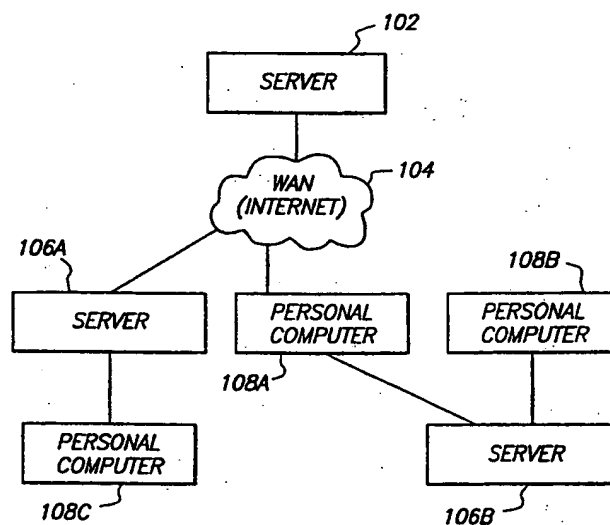 102
SERVER
104
WAN
(INTERNET)
106A
108B
SERVER
PERSONAL
COMPUTER
PERSONAL
COMPUTER
108A
PERSONAL
COMPUTER
SERVER
108C
106B